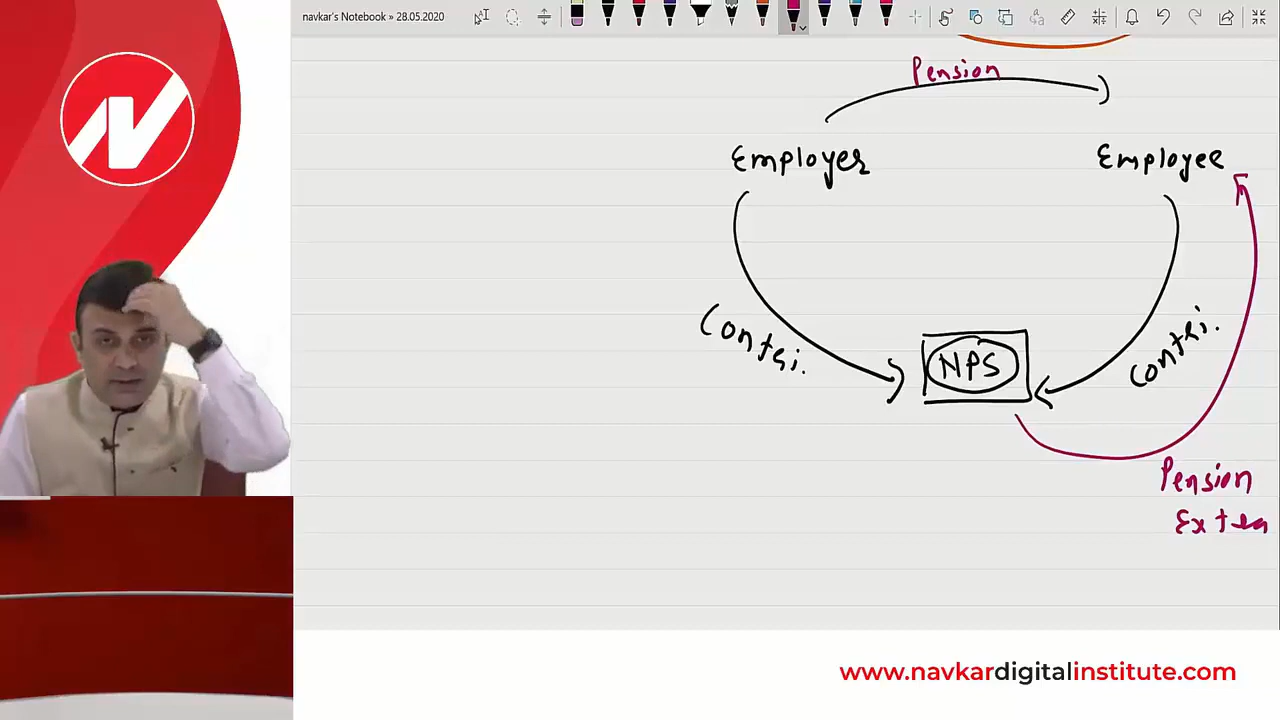 navkar's Notebook » 28.05.2020
Pension
Employer
Employee
Contri.
NPS
Contri.
Pension
Extra
www.navkardigitalinstitute.com